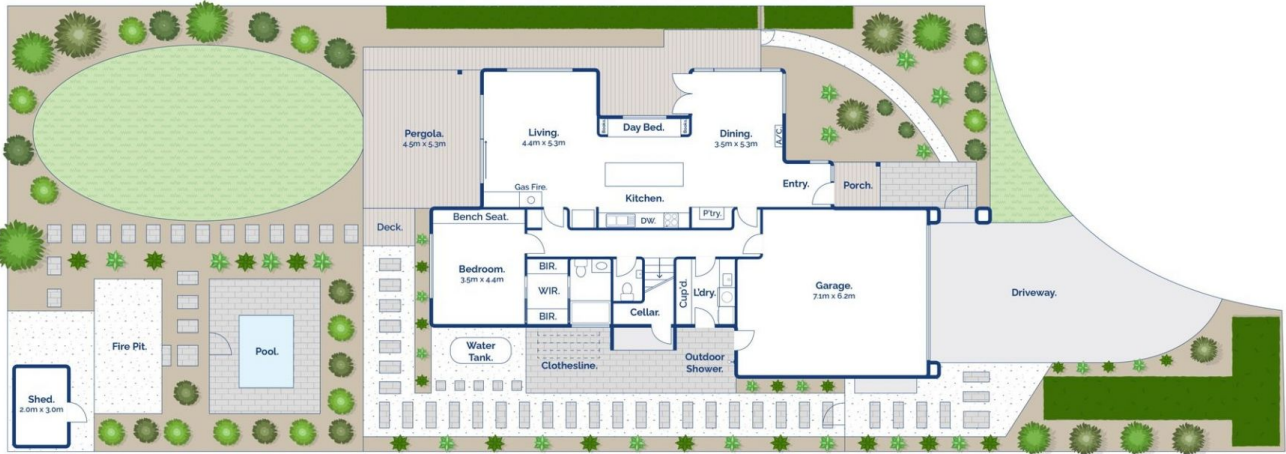 Pergola.
4.5m x 5.3m
Living.
4.4m x 5.3m
Day Bed.
Dining.
3.5m x 5.3m
A/C
Gas Fire.
Kitchen.
Entry.
Porch.
Bench Seat.
DW.
P'try.
Deck.
Bedroom.
3.5m x 4.4m
BIR.
WIR.
BIR.
Cup'd.
L'dry.
Cellar.
Garage.
7.1m x 6.2m
Driveway.
Fire Pit.
Pool.
Water
Tank.
Clothesline.
Outdoor
Shower.
Shed.
2.0m x 3.0m